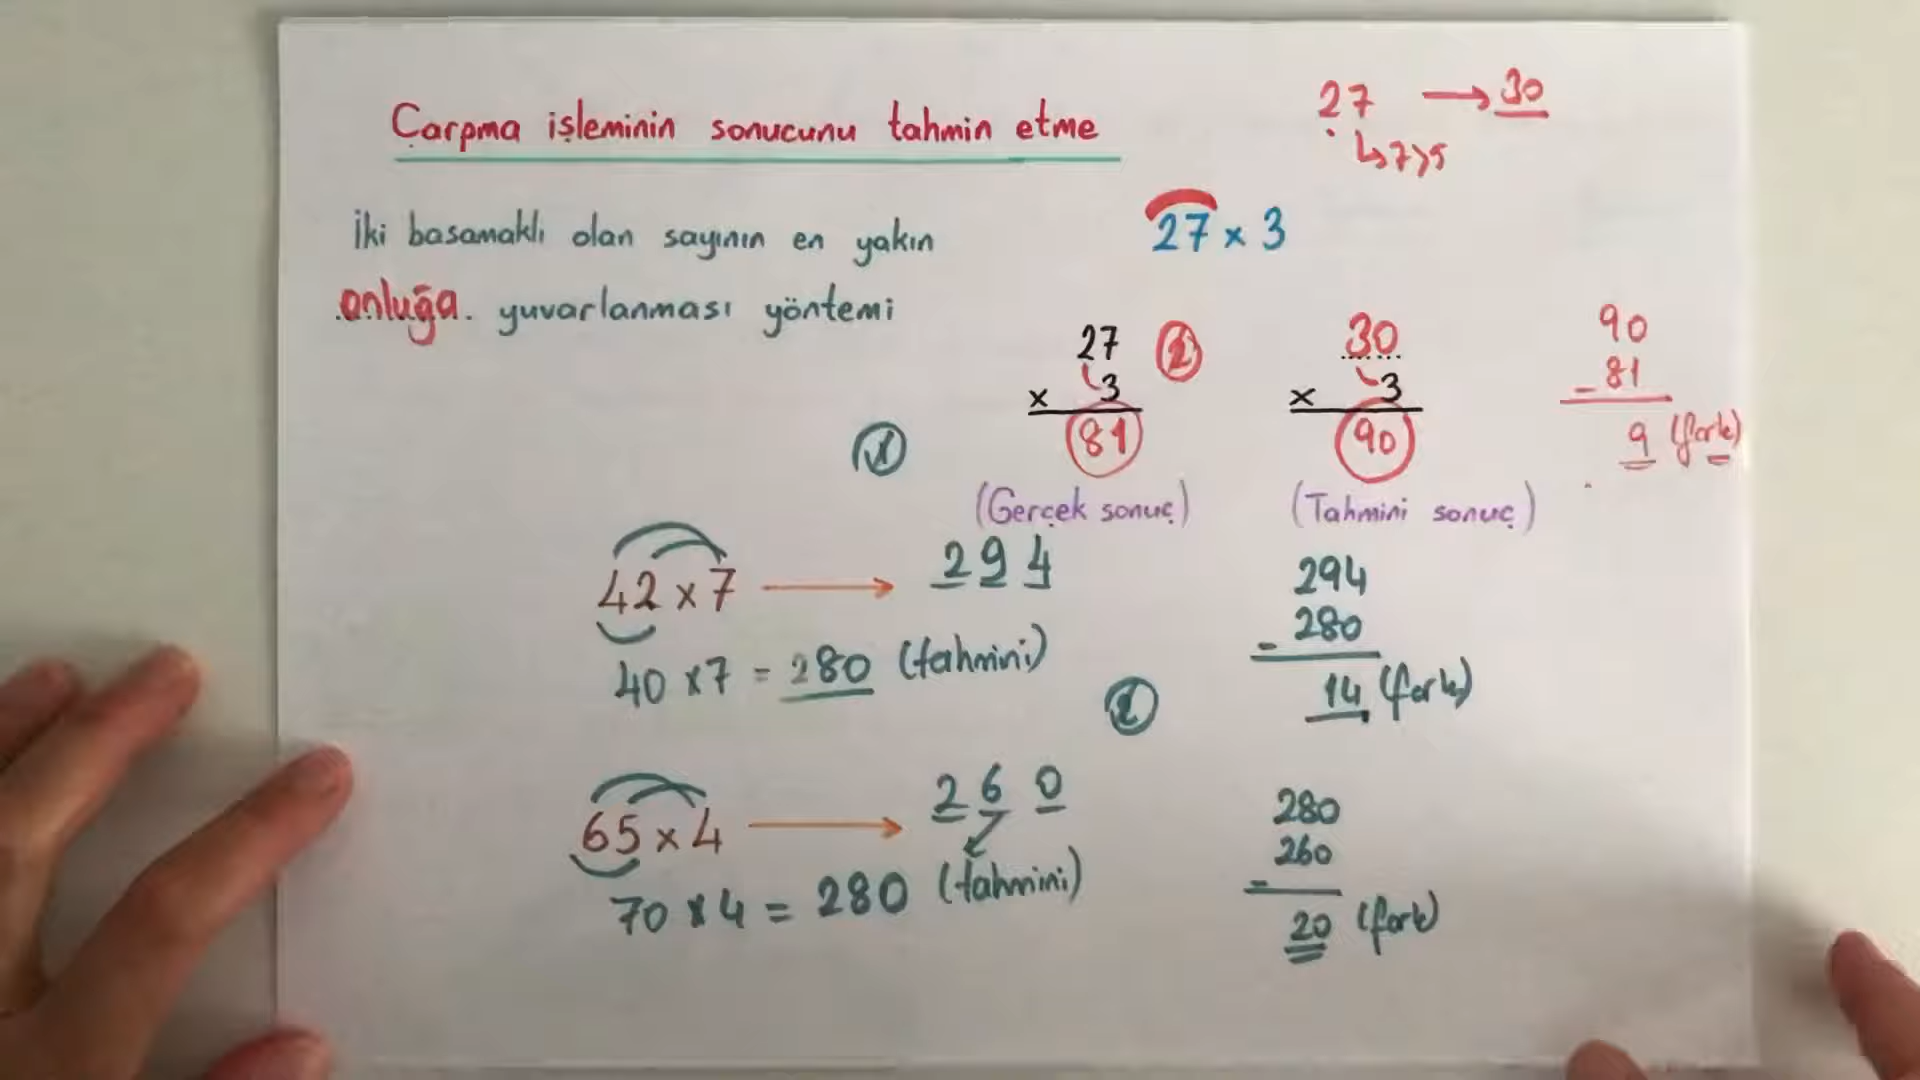 Çarpma işleminin sonucunu tahmin etme
27 → 30
↳ 7>5
İki basamaklı olan sayının en yakın
onluğa yuvarlanması yöntemi
27 x 3
27
x 3
81
(Gerçek sonuç)
2
30
x 3
90
(Tahmini sonuç)
90
- 81
9 (fark)
1
42 x 7 → 294
40 x 7 = 280 (tahmini)
294
- 280
14 (fark)
65 x 4 → 260
2
70 x 4 = 280 (tahmini)
280
- 260
20 (fark)